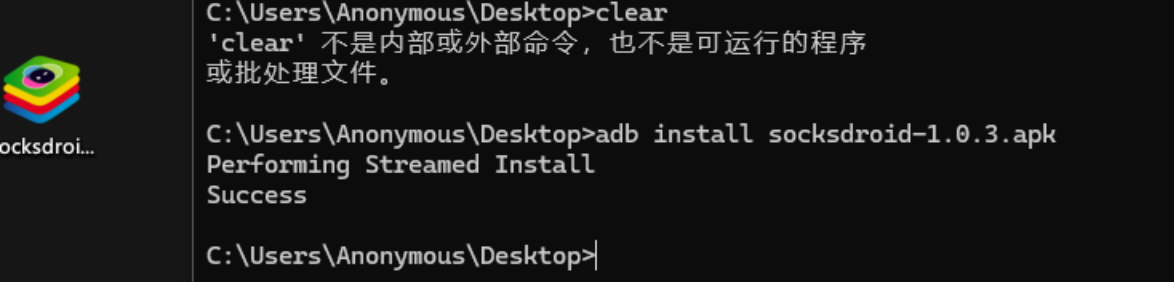 C:\Users\Anonymous\Desktop>clear
'clear' 不是内部或外部命令，也不是可运行的程序
或批处理文件。
ocksdroi...
C:\Users\Anonymous\Desktop>adb install socksdroid-1.0.3.apk
Performing Streamed Install
Success
C:\Users\Anonymous\Desktop>